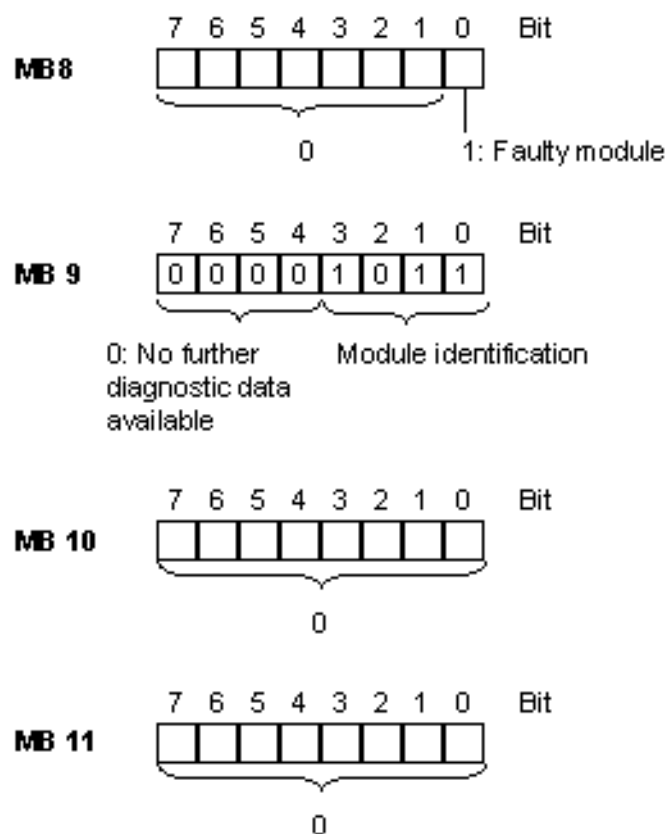 7 6 5 4 3 2 1 0 Bit
MB8
0
1: Faulty module
7 6 5 4 3 2 1 0 Bit
MB 9 0 0 0 0 1 0 1 1
0: No further Module identification
diagnostic data
available
7 6 5 4 3 2 1 0 Bit
MB 10
0
7 6 5 4 3 2 1 0 Bit
MB 11
0